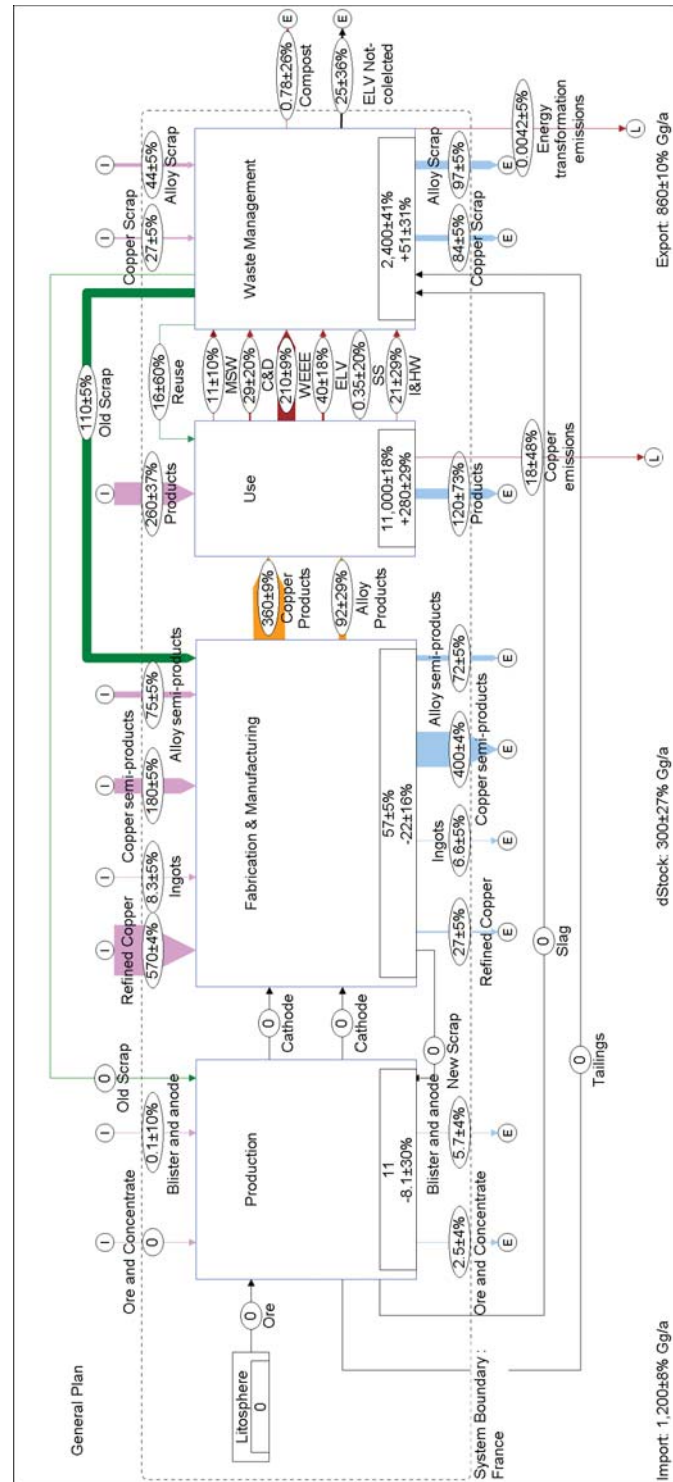 General Plan
Import: 1,200±8% Gg/a
dStock: 300±27% Gg/a
Export: 860±10% Gg/a
System Boundary :
France
Litosphere
0
0
Ore
I
Ore and Concentrate
0
I
0.1±10%
Blister and anode
0
Old Scrap
Production
11
-8.1±30%
2.5±4%
Ore and Concentrate
E
5.7±4%
Blister and anode
E
0
New Scrap
0
Cathode
0
Cathode
0
Slag
0
Tailings
I
Refined Copper
570±4%
I
8.3±5%
Ingots
I
Copper semi-products
180±5%
I
75±5%
Alloy semi-products
110±5%
Old Scrap
Fabrication & Manufacturing
57±5%
-22±16%
27±5%
Refined Copper
E
Ingots
6.6±5%
E
400±4%
Copper semi-products
E
Alloy semi-products
72±5%
E
360±9%
Copper
Products
92±29%
Alloy
Products
I
260±37%
Products
16±60%
Reuse
Use
11,000±18%
+280±29%
120±73%
Products
E
18±48%
Copper
emissions
L
11±10%
MSW
29±20%
C&D
210±9%
WEEE
40±18%
ELV
0.35±20%
SS
21±29%
I&HW
I
Copper Scrap
27±5%
I
44±5%
Alloy Scrap
Waste Management
2,400±41%
+51±31%
84±5%
Copper Scrap
E
Alloy Scrap
97±5%
E
E
0.78±26%
Compost
E
25±36%
ELV Not-
colelcted
0.0042±5%
Energy
transformation
emissions
L